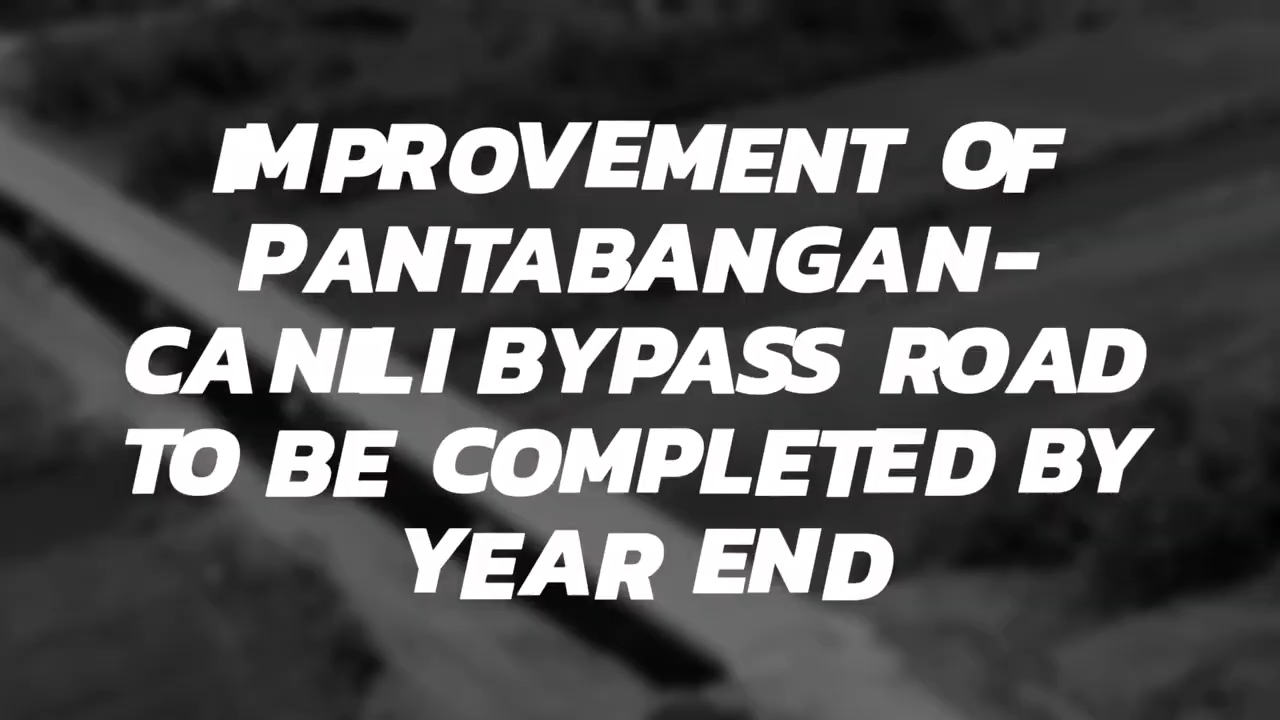 IMPROVEMENT OF
PANTABANGAN-
CANILI BYPASS ROAD
TO BE COMPLETED BY
YEAR END